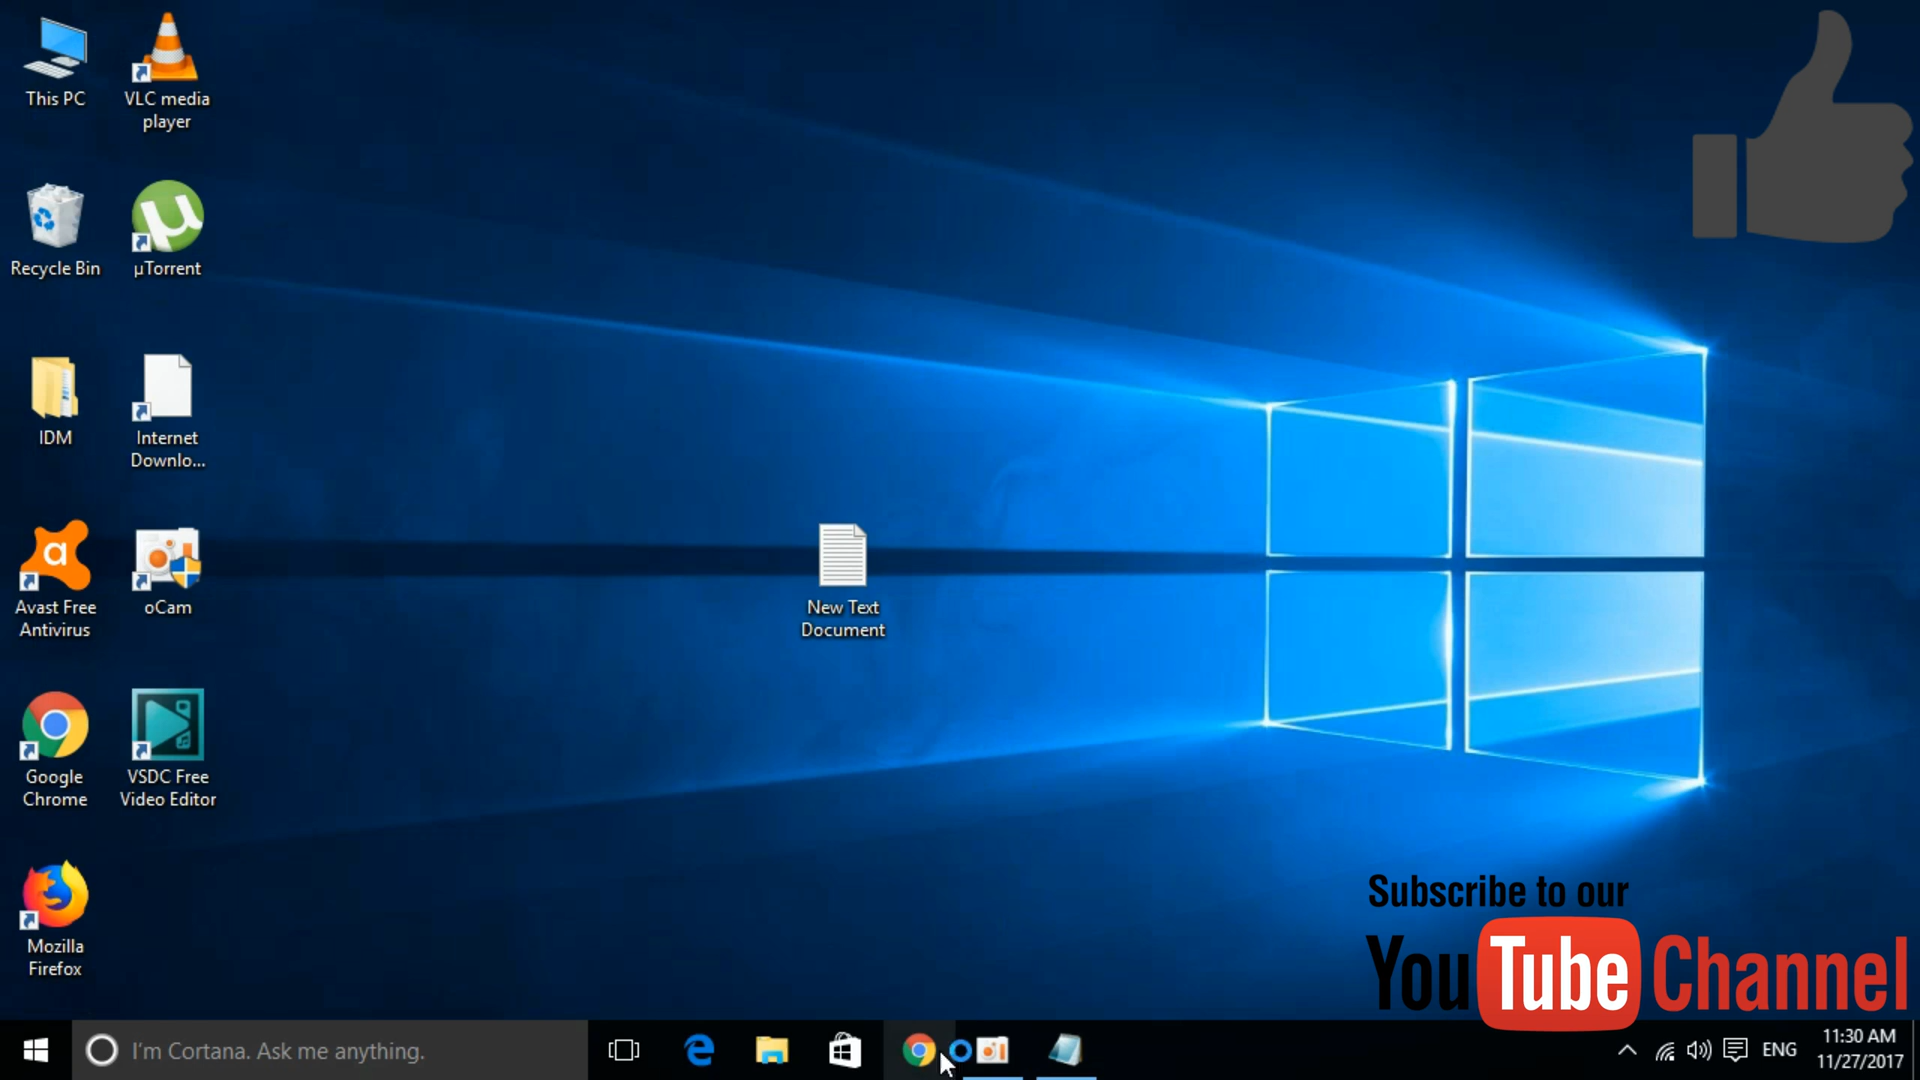 This PC
VLC media
player
Recycle Bin
µTorrent
IDM
Internet
Downlo...
Avast Free
Antivirus
oCam
New Text
Document
Google
Chrome
VSDC Free
Video Editor
Mozilla
Firefox
Subscribe to our
YouTube Channel
I'm Cortana. Ask me anything.
ENG
11:30 AM
11/27/2017